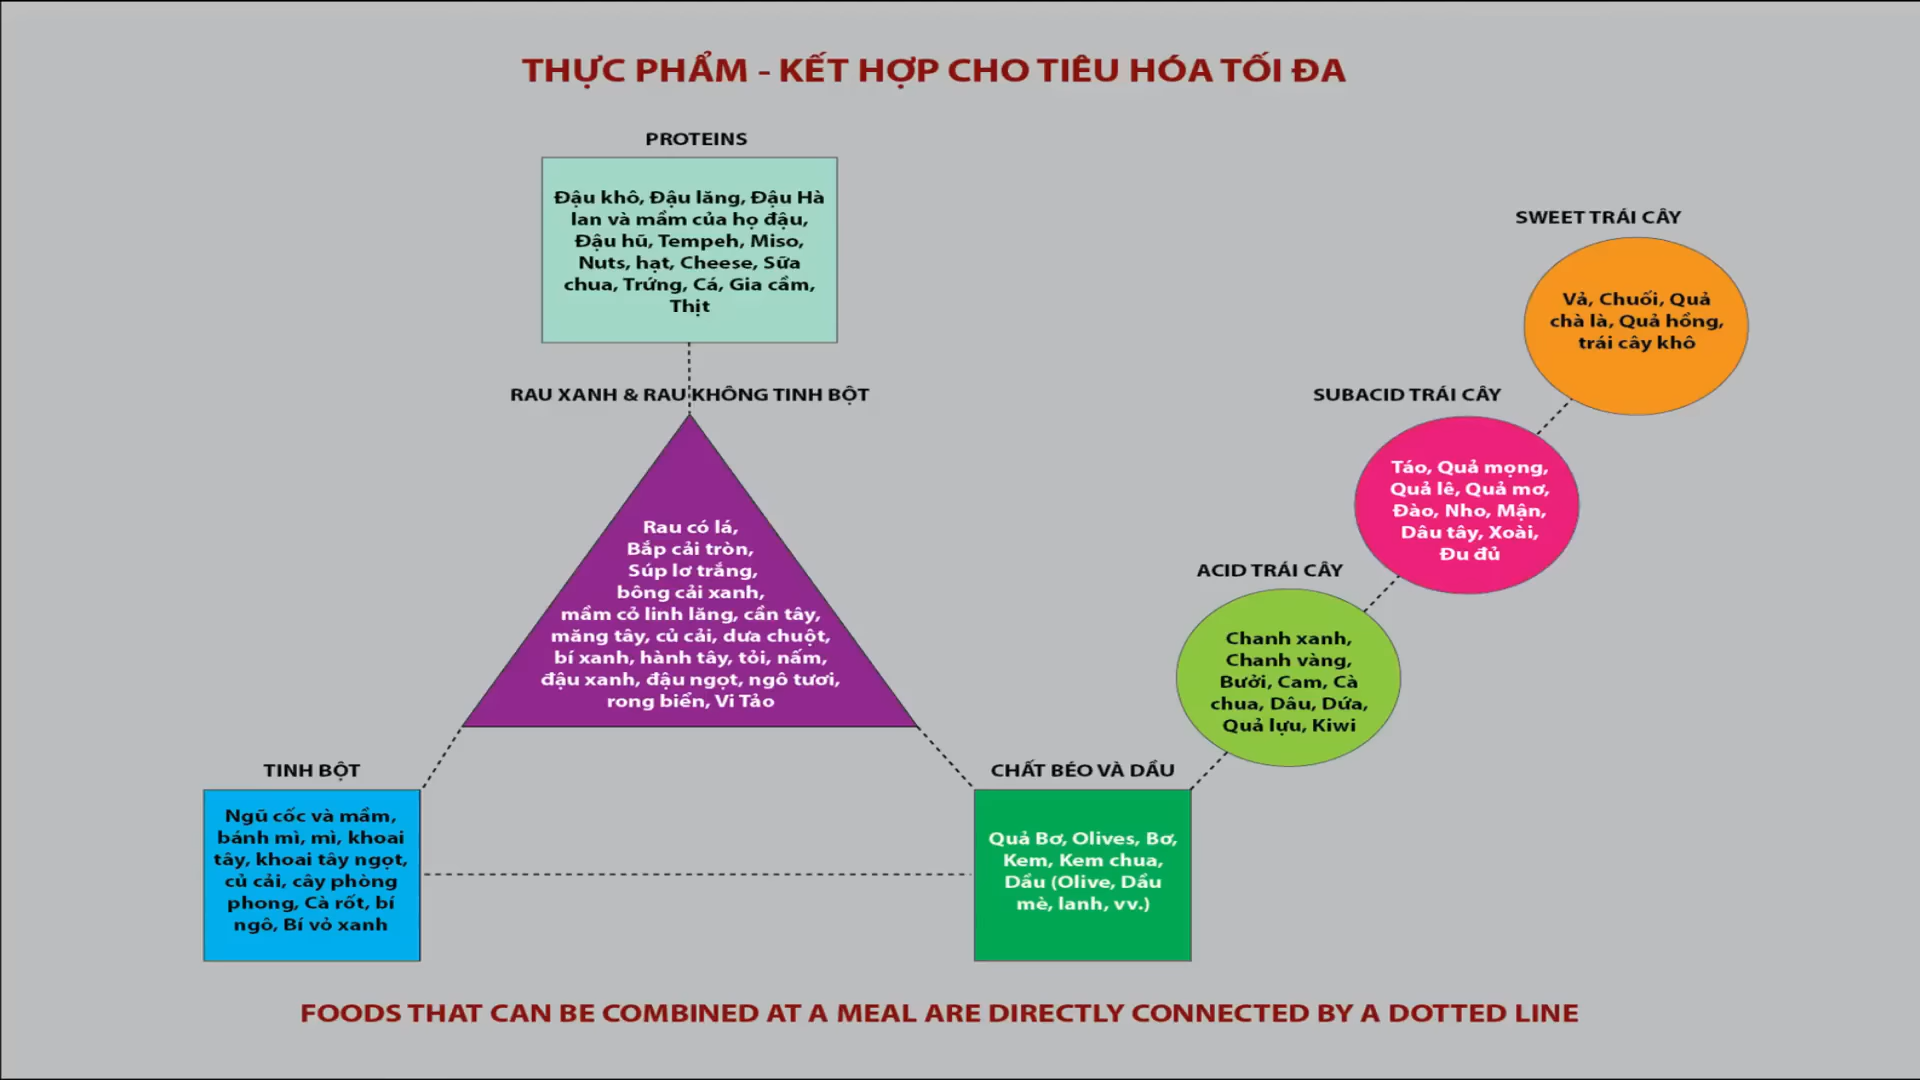 THỰC PHẨM - KẾT HỢP CHO TIÊU HÓA TỐI ĐA
PROTEINS
Đậu khô, Đậu lăng, Đậu Hà
lan và mầm của họ đậu,
Đậu hũ, Tempeh, Miso,
Nuts, hạt, Cheese, Sữa
chua, Trứng, Cá, Gia cầm,
Thịt
RAU XANH & RAU KHÔNG TINH BỘT
Rau có lá,
Bắp cải tròn,
Súp lơ trắng,
bông cải xanh,
mầm cỏ linh lăng, cần tây,
măng tây, củ cải, dưa chuột,
bí xanh, hành tây, tỏi, nấm,
đậu xanh, đậu ngọt, ngô tươi,
rong biển, Vi Tảo
TINH BỘT
Ngũ cốc và mầm,
bánh mì, mì, khoai
tây, khoai tây ngọt,
củ cải, cây phòng
phong, Cà rốt, bí
ngô, Bí vỏ xanh
CHẤT BÉO VÀ DẦU
Quả Bơ, Olives, Bơ,
Kem, Kem chua,
Dầu (Olive, Dầu
mè, lanh, vv.)
ACID TRÁI CÂY
Chanh xanh,
Chanh vàng,
Bưởi, Cam, Cà
chua, Dâu, Dứa,
Quả lựu, Kiwi
SUBACID TRÁI CÂY
Táo, Quả mọng,
Quả lê, Quả mơ,
Đào, Nho, Mận,
Dâu tây, Xoài,
Đu đủ
SWEET TRÁI CÂY
Vả, Chuối, Quả
chà là, Quả hồng,
trái cây khô
FOODS THAT CAN BE COMBINED AT A MEAL ARE DIRECTLY CONNECTED BY A DOTTED LINE